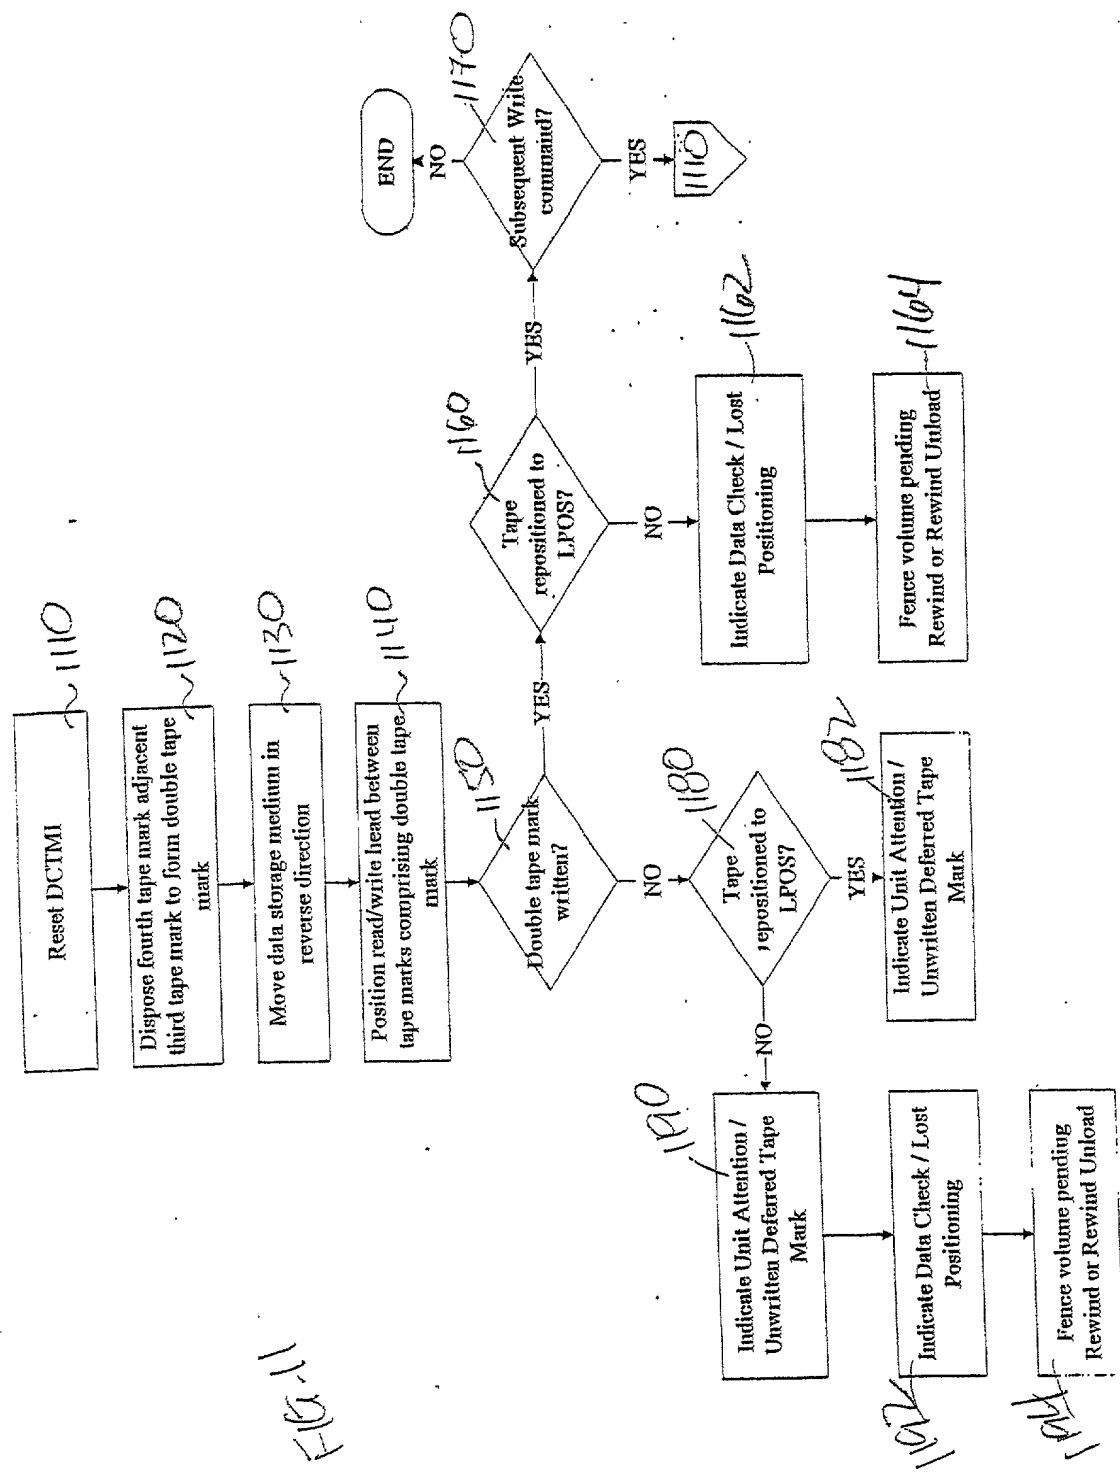 Reset DCTMI
1110
Dispose fourth tape mark adjacent
third tape mark to form double tape
mark
1120
Move data storage medium in
reverse direction
1130
Position read/write head between
tape marks comprising double tape
mark
1140
Double tape mark
written?
1150
YES
NO
Tape
repositioned to
LPOS?
1160
YES
NO
Subsequent Write
command?
1170
NO
END
YES
1110
Indicate Data Check / Lost
Positioning
1162
Fence volume pending
Rewind or Rewind Unload
1164
Tape
repositioned to
LPOS?
1180
YES
NO
Indicate Unit Attention /
Unwritten Deferred Tape
Mark
1182
Indicate Unit Attention /
Unwritten Deferred Tape
Mark
1190
Indicate Data Check / Lost
Positioning
1192
Fence volume pending
Rewind or Rewind Unload
1194
FIG. 11